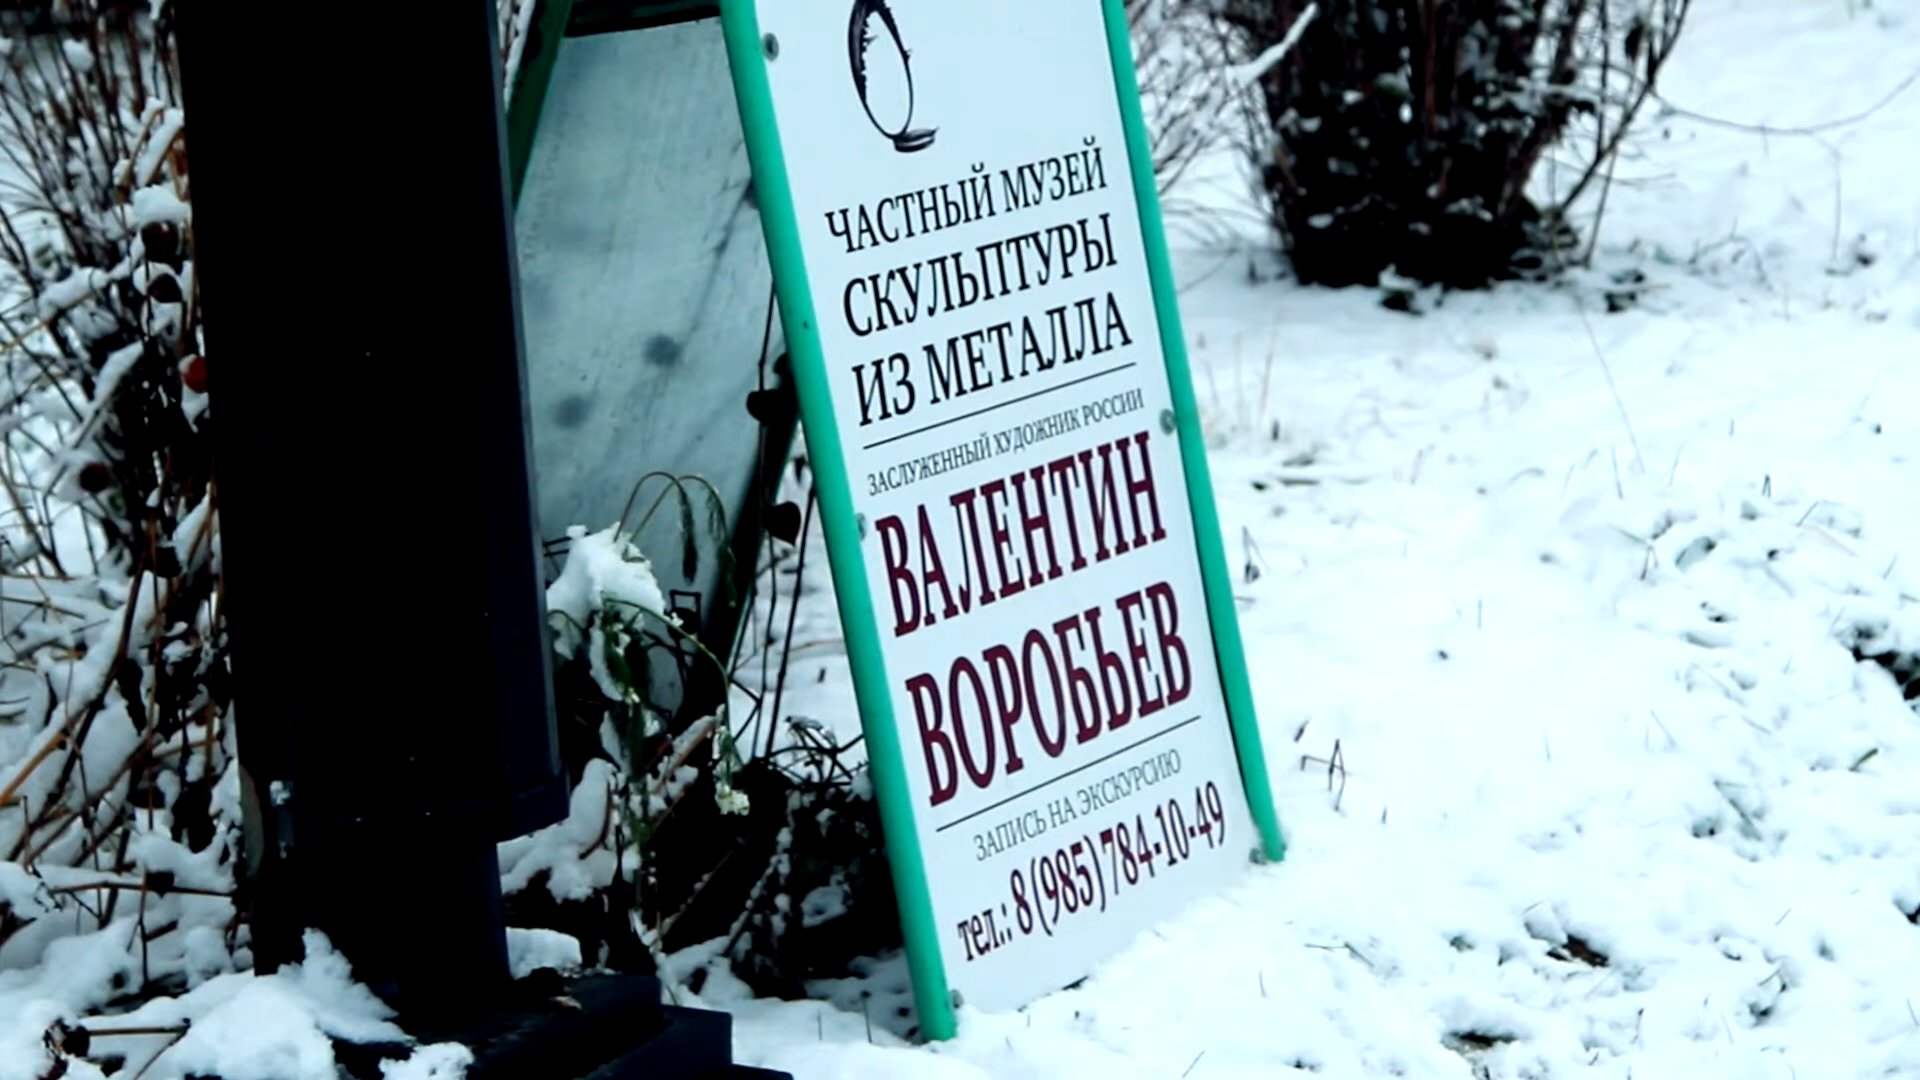 ЧАСТНЫЙ МУЗЕЙ
СКУЛЬПТУРЫ
ИЗ МЕТАЛЛА
ЗАСЛУЖЕННЫЙ ХУДОЖНИК РОССИИ
ВАЛЕНТИН
ВОРОБЬЕВ
ЗАПИСЬ НА ЭКСКУРСИЮ
тел.: 8 (985) 784-10-49